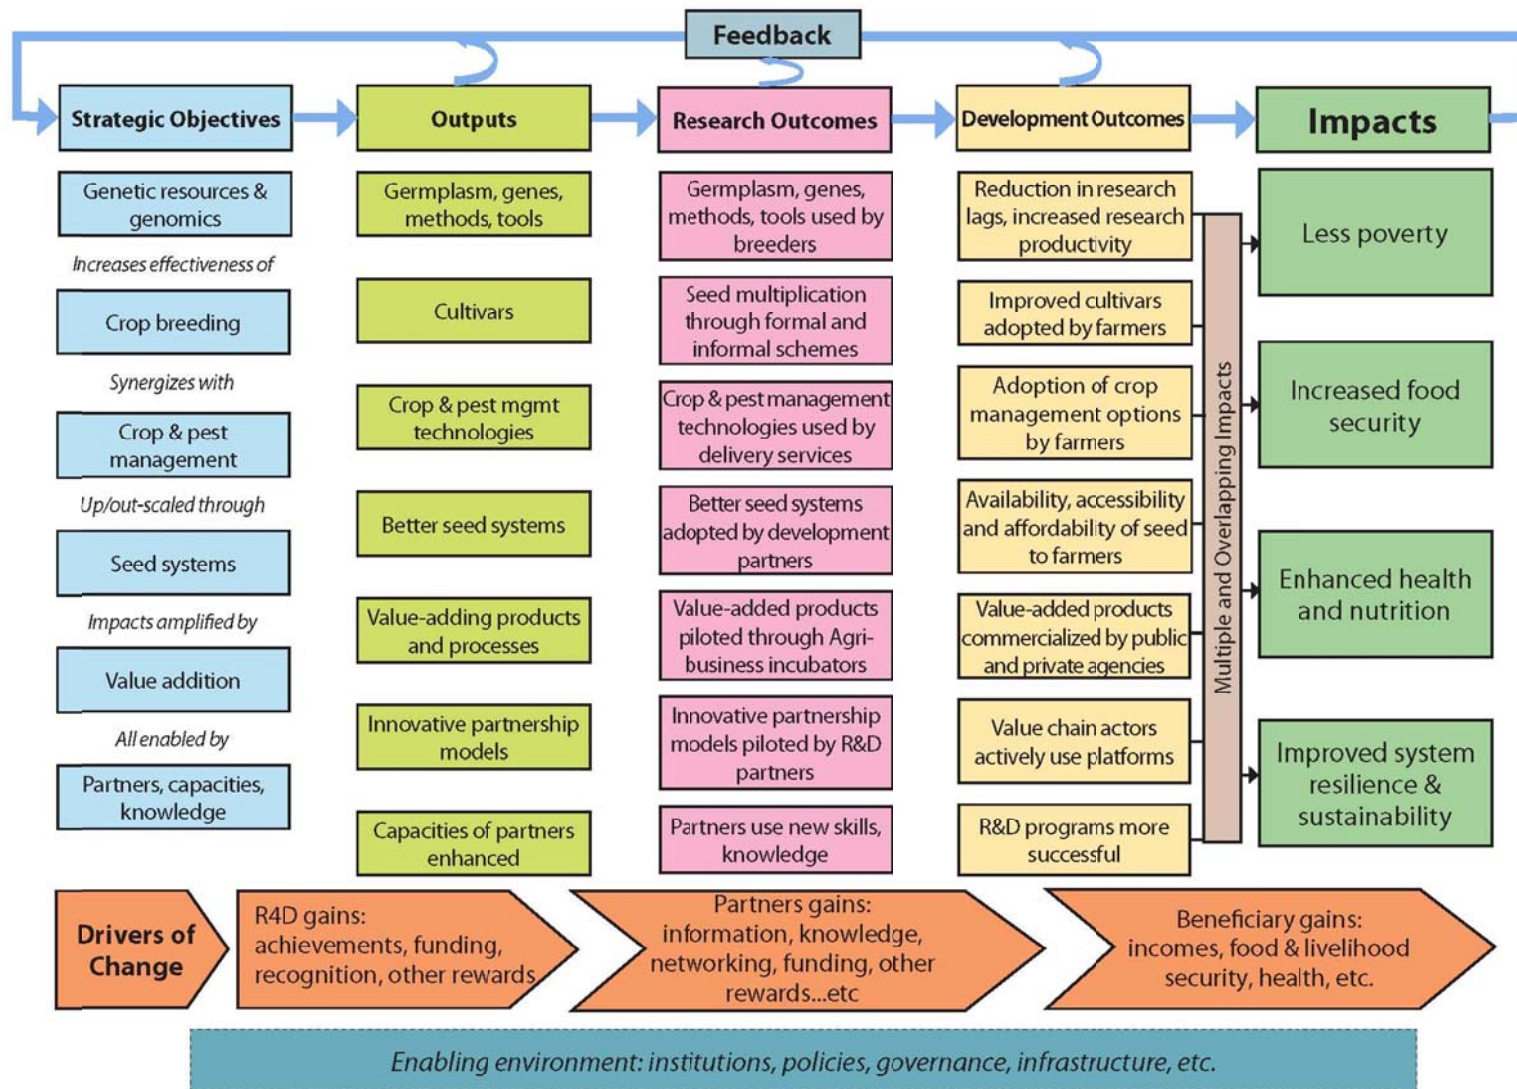 Feedback
Strategic Objectives
Outputs
Research Outcomes
Development Outcomes
Impacts
Genetic resources &
genomics
Increases effectiveness of
Crop breeding
Synergizes with
Crop & pest
management
Up/out-scaled through
Seed systems
Impacts amplified by
Value addition
All enabled by
Partners, capacities,
knowledge
Germplasm, genes,
methods, tools
Cultivars
Crop & pest mgmt
technologies
Better seed systems
Value-adding products
and processes
Innovative partnership
models
Capacities of partners
enhanced
Germplasm, genes,
methods, tools used by
breeders
Seed multiplication
through formal and
informal schemes
Crop & pest management
technologies used by
delivery services
Better seed systems
adopted by development
partners
Value-added products
piloted through Agri-
business incubators
Innovative partnership
models piloted by R&D
partners
Partners use new skills,
knowledge
Reduction in research
lags, increased research
productivity
Improved cultivars
adopted by farmers
Adoption of crop
management options
by farmers
Availability, accessibility
and affordability of seed
to farmers
Value-added products
commercialized by public
and private agencies
Value chain actors
actively use platforms
R&D programs more
successful
Multiple and Overlapping Impacts
Less poverty
Increased food
security
Enhanced health
and nutrition
Improved system
resilience &
sustainability
Drivers of
Change
R4D gains:
achievements, funding,
recognition, other rewards
Partners gains:
information, knowledge,
networking, funding, other
rewards...etc
Beneficiary gains:
incomes, food & livelihood
security, health, etc.
Enabling environment: institutions, policies, governance, infrastructure, etc.